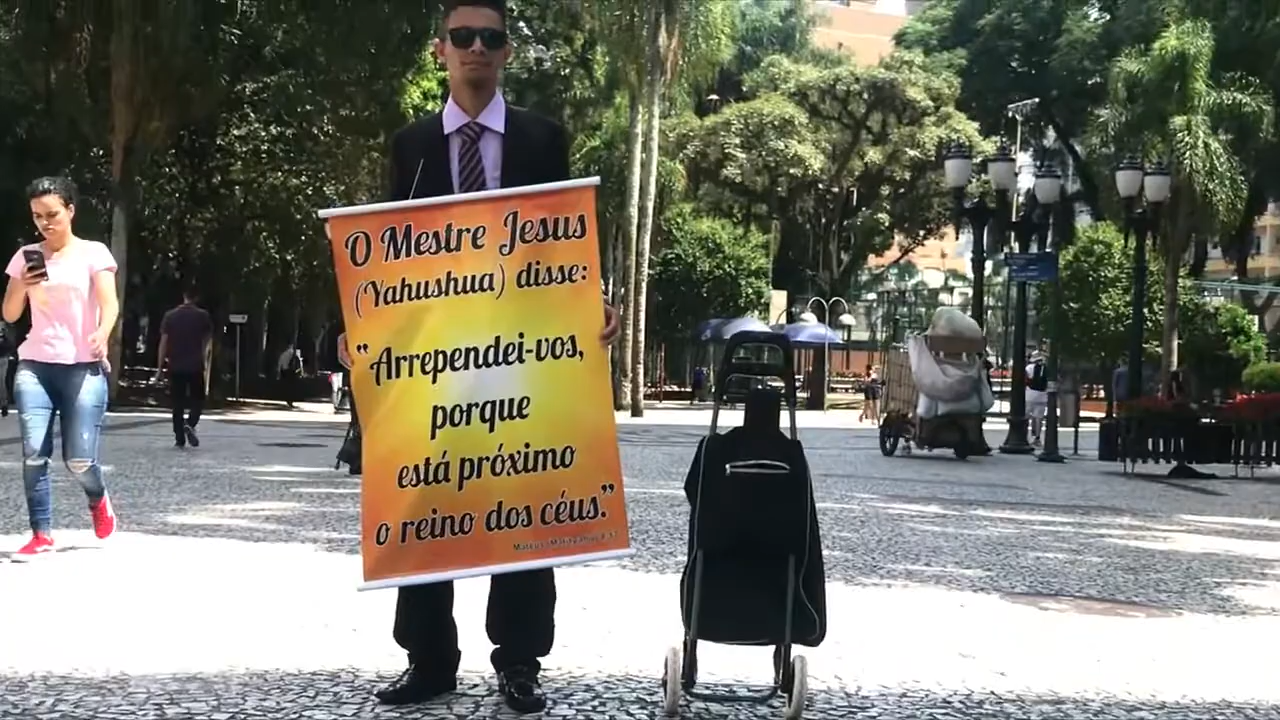 O Mestre Jesus
(Yahushua) disse:
"Arrependei-vos,
porque
está próximo
o reino dos céus."